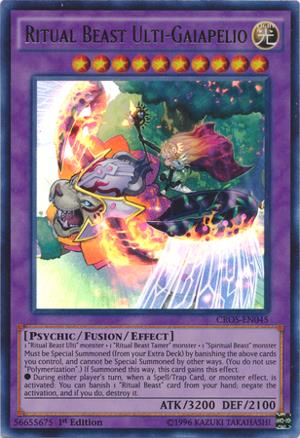 RITUAL BEAST ULTI-GAIAPELIO
LIGHT
光
CROS-EN045
[PSYCHIC/FUSION/EFFECT]
1 "Ritual Beast Ulti" monster + 1 "Ritual Beast Tamer" monster + 1 "Spiritual Beast" monster
Must be Special Summoned (from your Extra Deck) by banishing the above cards
you control, and cannot be Special Summoned by other ways. (You do not use
"Polymerization".) If Summoned this way, this card gains this effect.
● During either player's turn, when a Spell/Trap Card, or monster effect, is
activated: You can banish 1 "Ritual Beast" card from your hand; negate
the activation, and if you do, destroy it.
ATK/3200 DEF/2100
56655675 1st Edition ©1996 KAZUKI TAKAHASHI